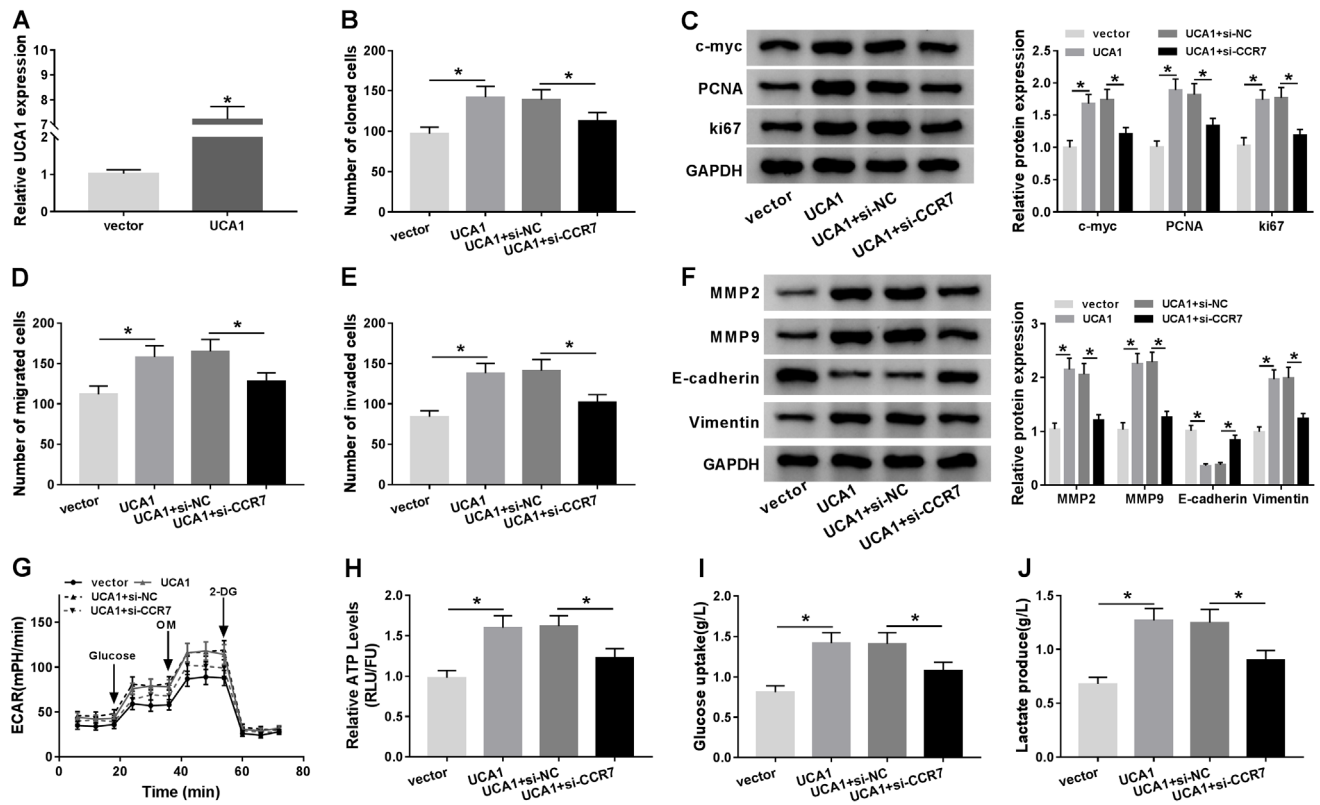 A
Relative UCA1 expression
10
8
7
2
1
0
vector
UCA1
*
B
Number of cloned cells
200
150
100
50
0
* *
vector
UCA1
UCA1+si-NC
UCA1+si-CCR7
C
c-myc
PCNA
ki67
GAPDH
vector
UCA1
UCA1+si-NC
UCA1+si-CCR7
vector
UCA1
UCA1+si-NC
UCA1+si-CCR7
Relative protein expression
2.5
2.0
1.5
1.0
0.5
0.0
* * * * * *
c-myc PCNA ki67
D
Number of migrated cells
200
150
100
50
0
* *
vector
UCA1
UCA1+si-NC
UCA1+si-CCR7
E
Number of invaded cells
200
150
100
50
0
* *
vector
UCA1
UCA1+si-NC
UCA1+si-CCR7
F
MMP2
MMP9
E-cadherin
Vimentin
GAPDH
vector
UCA1
UCA1+si-NC
UCA1+si-CCR7
vector
UCA1
UCA1+si-NC
UCA1+si-CCR7
Relative protein expression
3
2
1
0
* * * * * * * *
MMP2 MMP9 E-cadherin Vimentin
G
vector UCA1
UCA1+si-NC
UCA1+si-CCR7
2-DG
OM
Glucose
ECAR(mPH/min)
150
100
50
0
0 20 40 60 80
Time (min)
H
Relative ATP Levels
(RLU/FU)
2.0
1.5
1.0
0.5
0.0
* *
vector
UCA1
UCA1+si-NC
UCA1+si-CCR7
I
Glucose uptake(g/L)
2.0
1.5
1.0
0.5
0.0
* *
vector
UCA1
UCA1+si-NC
UCA1+si-CCR7
J
Lactate produce(g/L)
1.5
1.0
0.5
0.0
* *
vector
UCA1
UCA1+si-NC
UCA1+si-CCR7